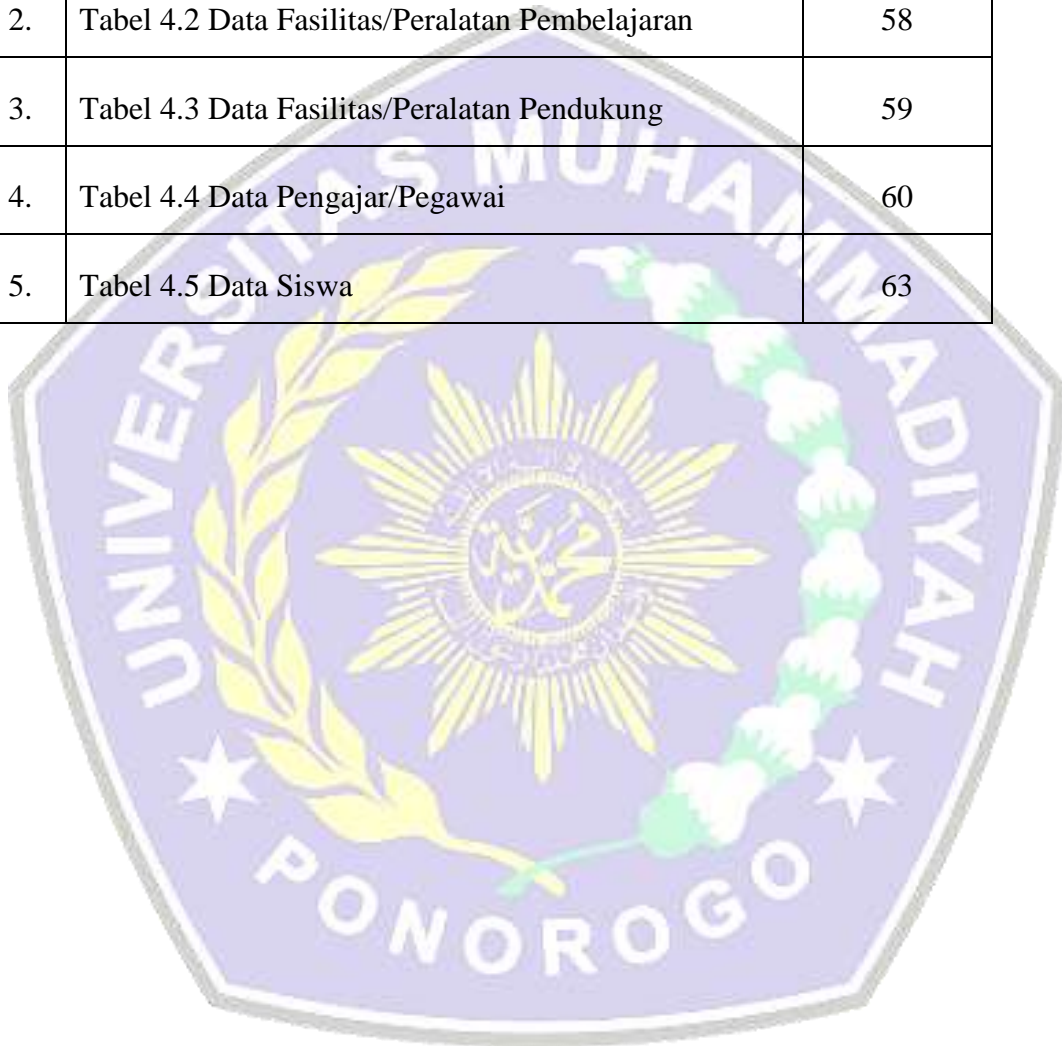 2. Tabel 4.2 Data Fasilitas/Peralatan Pembelajaran 58
3. Tabel 4.3 Data Fasilitas/Peralatan Pendukung 59
4. Tabel 4.4 Data Pengajar/Pegawai 60
5. Tabel 4.5 Data Siswa 63
UNIVERSITAS MUHAMMADIYAH
PONOROGO
محمدية